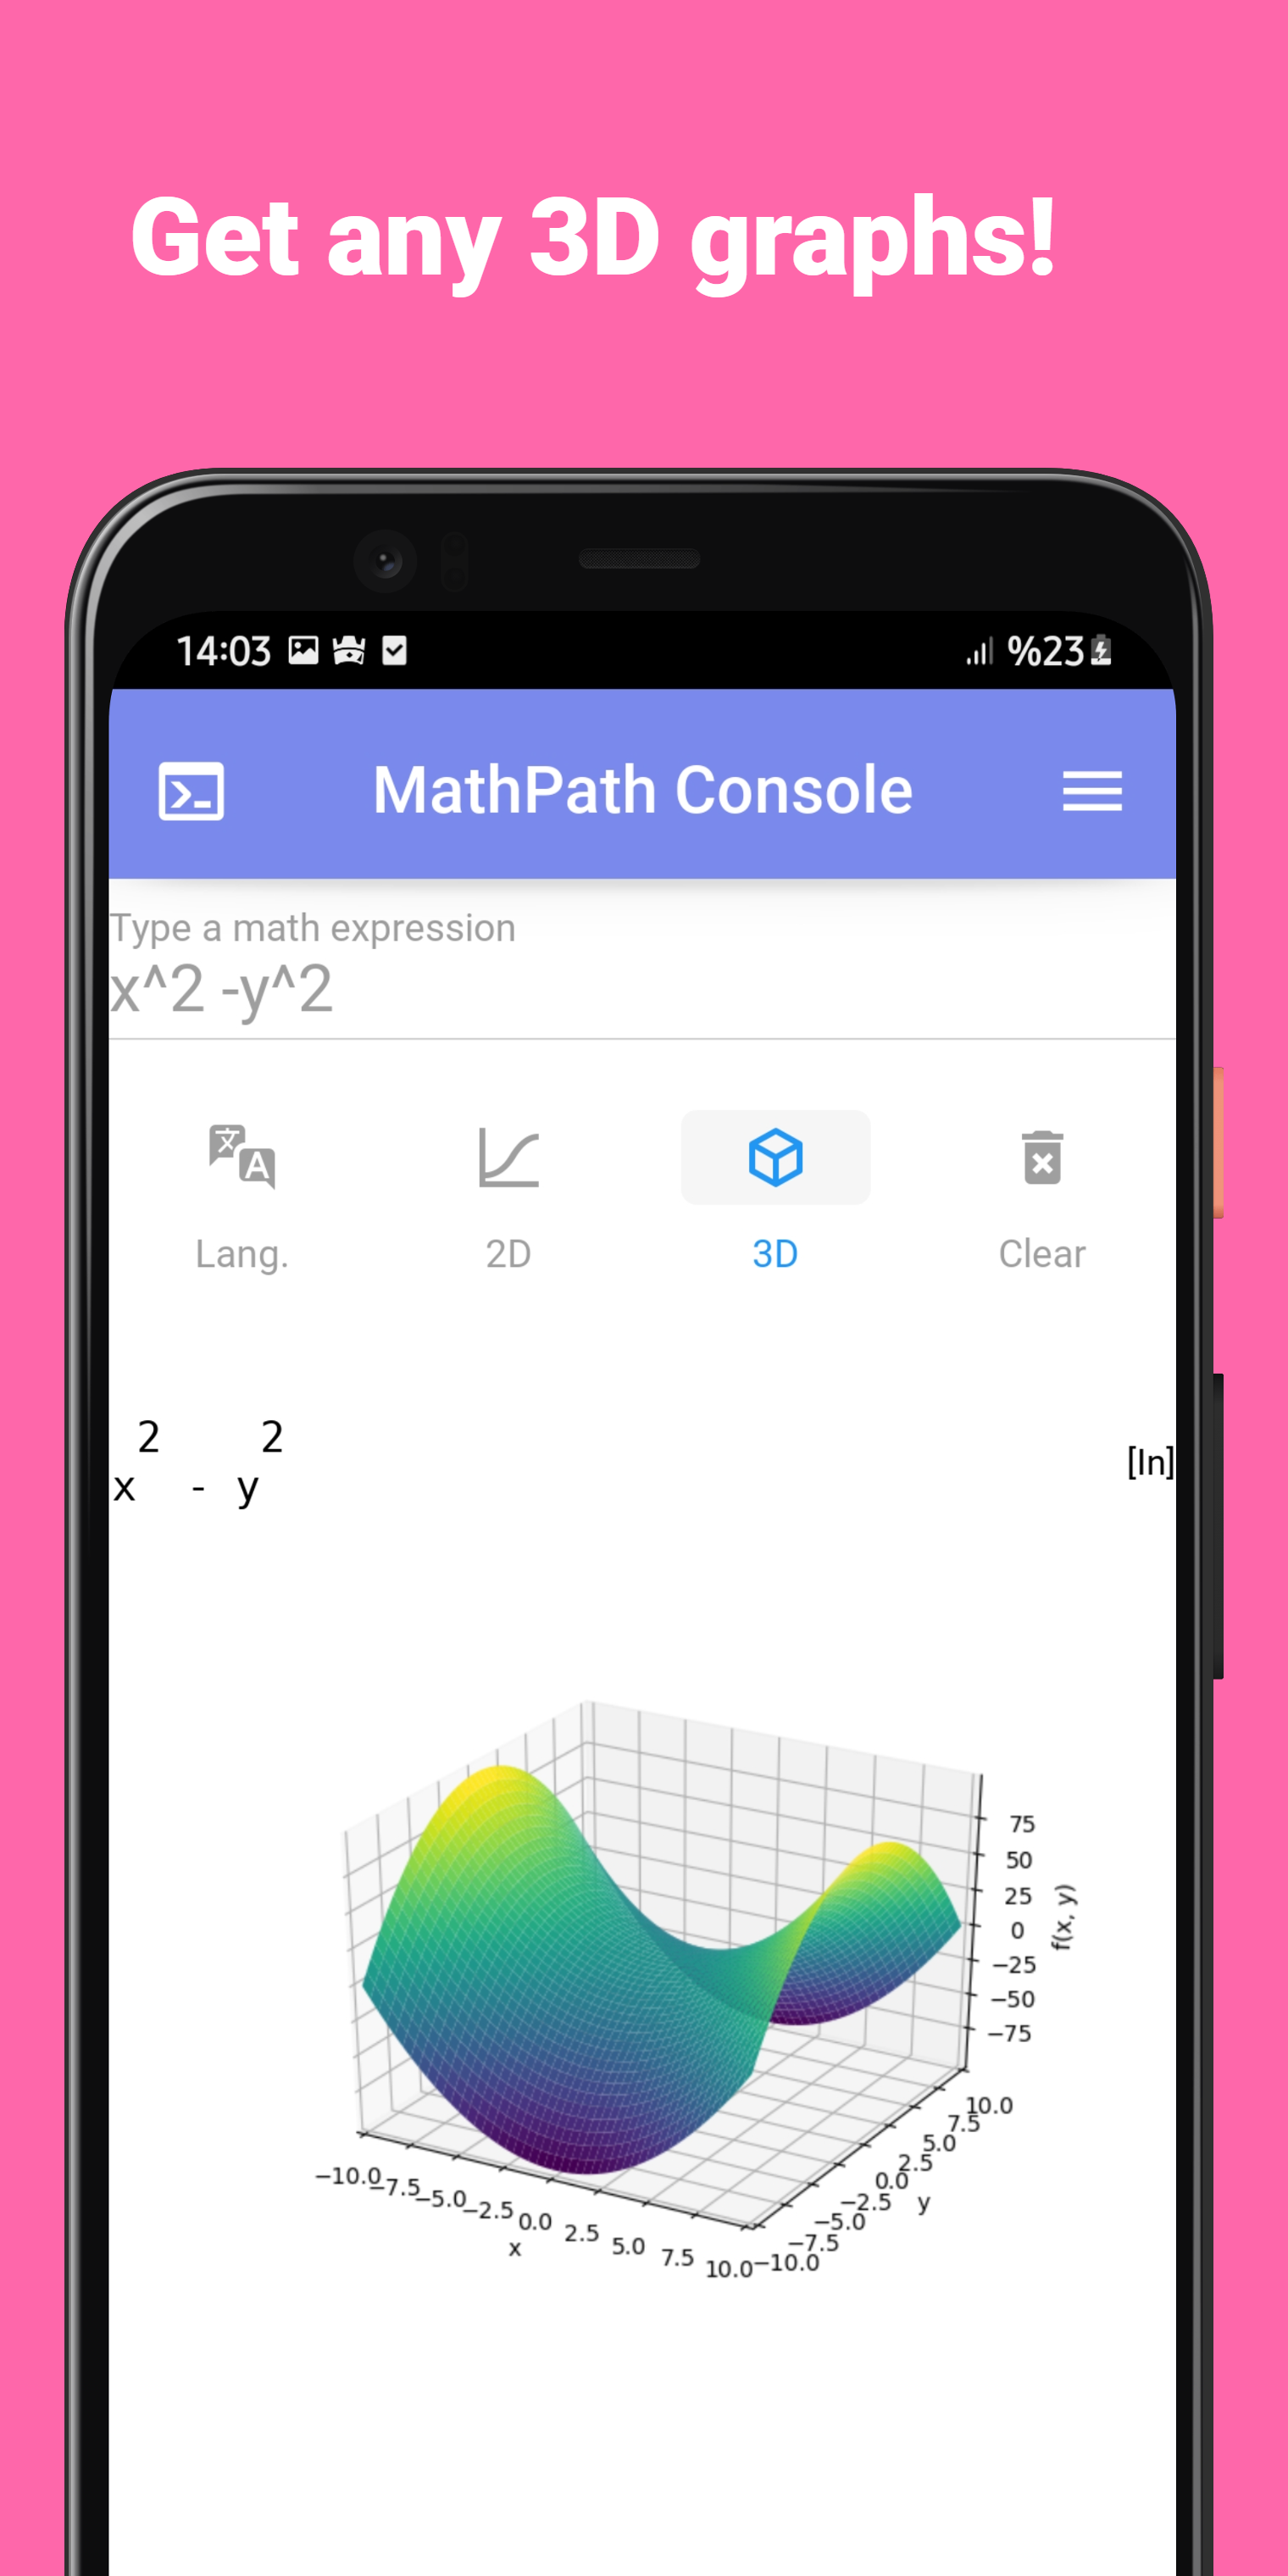 Get any 3D graphs!
14:03 %23
MathPath Console
Type a math expression
x^2 -y^2
Lang. 2D 3D Clear
x² - y² [In]
75
50
25
0
−25
−50
−75
f(x, y)
10.0
7.5
5.0
2.5
0.0
−2.5
−5.0
−7.5
−10.0
y
−10.0 −7.5 −5.0 −2.5 0.0 2.5 5.0 7.5 10.0
x